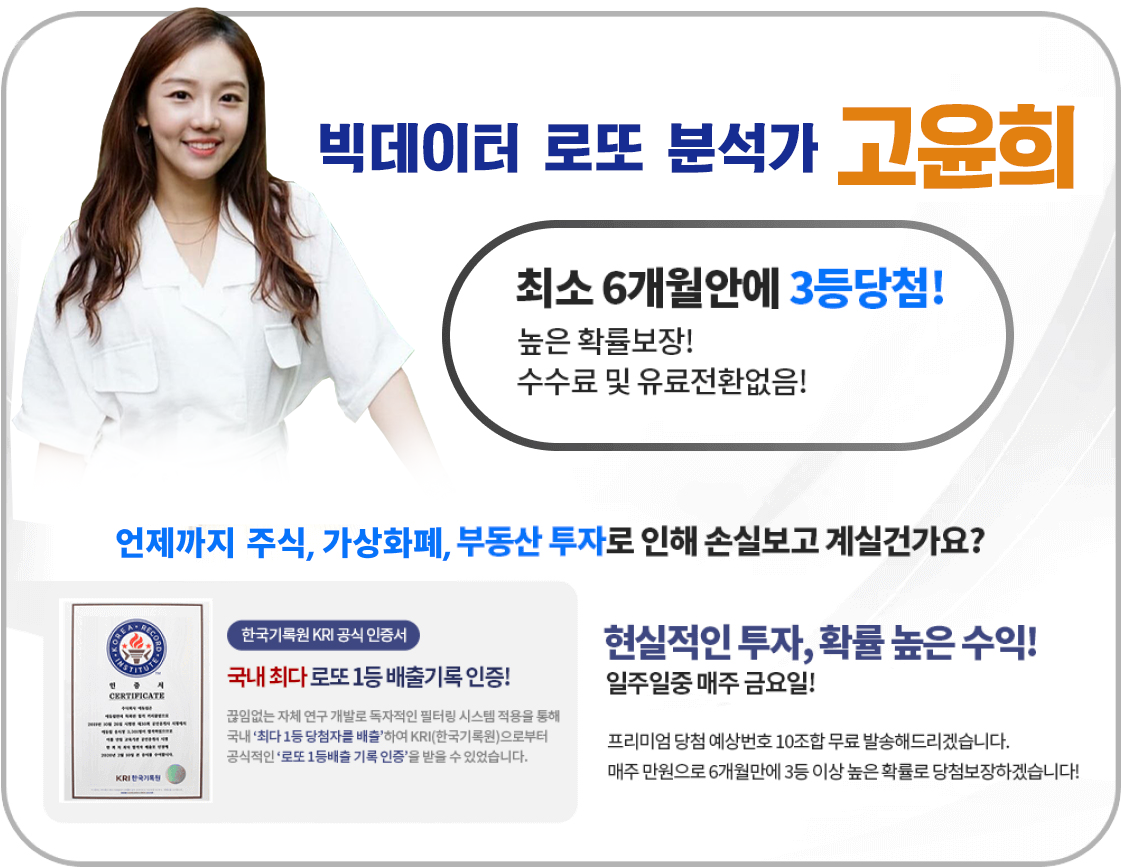 빅데이터 로또 분석가 고윤희
최소 6개월안에 3등당첨!
높은 확률보장!
수수료 및 유료전환없음!
언제까지 주식, 가상화폐, 부동산 투자로 인해 손실보고 계실건가요?
KOREA RECORD INSTITUTE
인 증 서
CERTIFICATE
KRI 한국기록원
한국기록원 KRI 공식 인증서
국내 최다 로또 1등 배출기록 인증!
끊임없는 자체 연구 개발로 독자적인 필터링 시스템 적용을 통해
국내 ‘최다 1등 당첨자를 배출’하여 KRI(한국기록원)으로부터
공식적인 ‘로또 1등배출 기록 인증’을 받을 수 있었습니다.
현실적인 투자, 확률 높은 수익!
일주일중 매주 금요일!
프리미엄 당첨 예상번호 10조합 무료 발송해드리겠습니다.
매주 만원으로 6개월만에 3등 이상 높은 확률로 당첨보장하겠습니다!